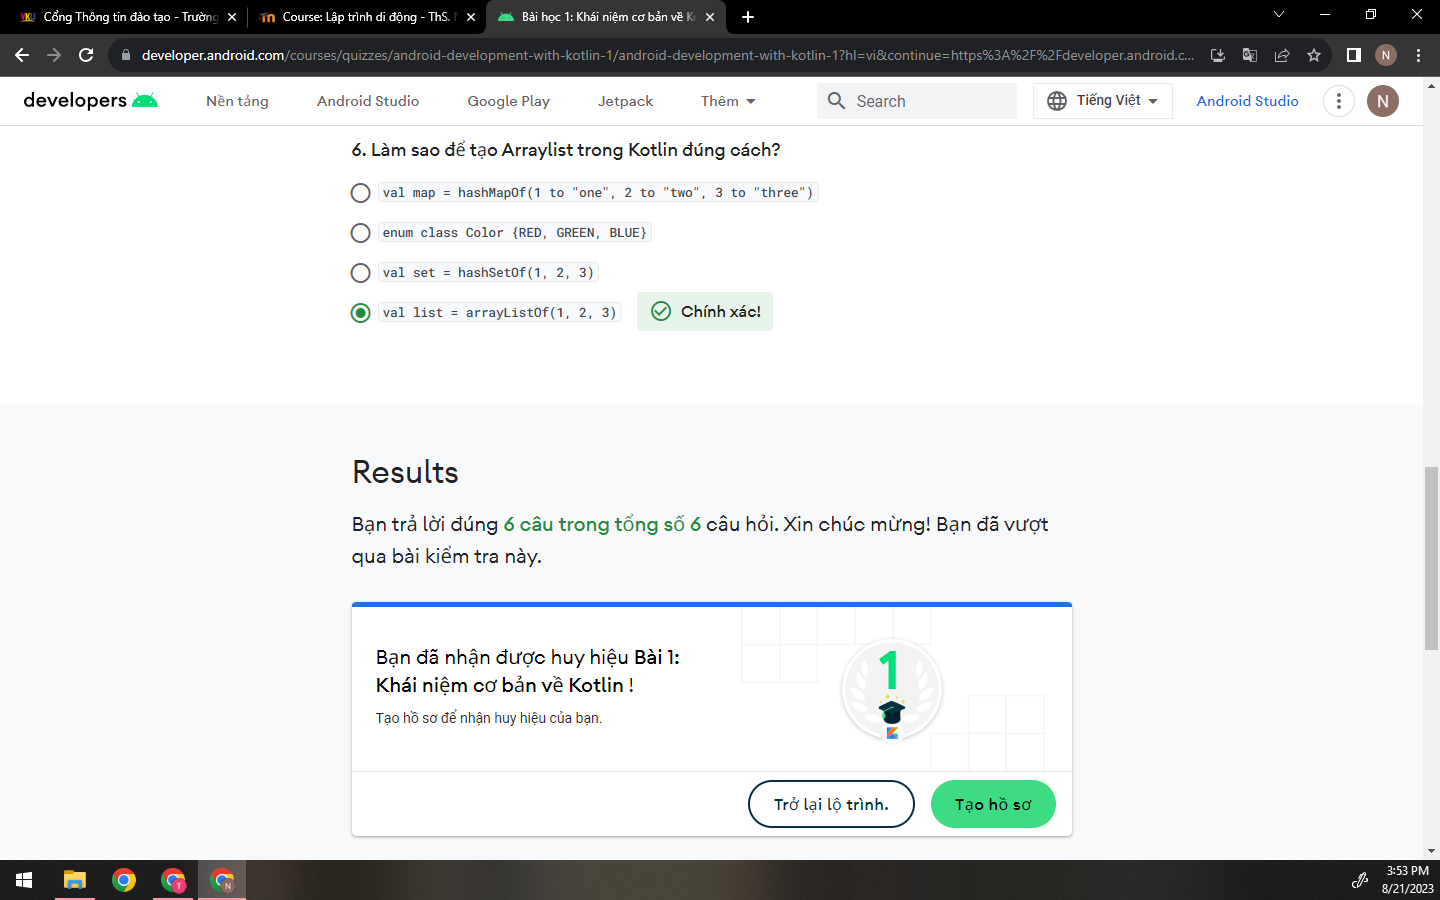 Cổng Thông tin đào tạo - Trường
Course: Lập trình di động - ThS.
Bài học 1: Khái niệm cơ bản về Ko
developer.android.com/courses/quizzes/android-development-with-kotlin-1/android-development-with-kotlin-1?hl=vi&continue=https%3A%2F%2Fdeveloper.android.c...
N
developers
Nền tảng
Android Studio
Google Play
Jetpack
Thêm
Search
Tiếng Việt
Android Studio
N
6. Làm sao để tạo Arraylist trong Kotlin đúng cách?
val map = hashMapOf(1 to "one", 2 to "two", 3 to "three")
enum class Color {RED, GREEN, BLUE}
val set = hashSetOf(1, 2, 3)
val list = arrayListOf(1, 2, 3)
Chính xác!
Results
Bạn trả lời đúng 6 câu trong tổng số 6 câu hỏi. Xin chúc mừng! Bạn đã vượt
qua bài kiểm tra này.
Bạn đã nhận được huy hiệu Bài 1:
Khái niệm cơ bản về Kotlin !
Tạo hồ sơ để nhận huy hiệu của bạn.
1
Trở lại lộ trình.
Tạo hồ sơ
T
N
3:53 PM
8/21/2023